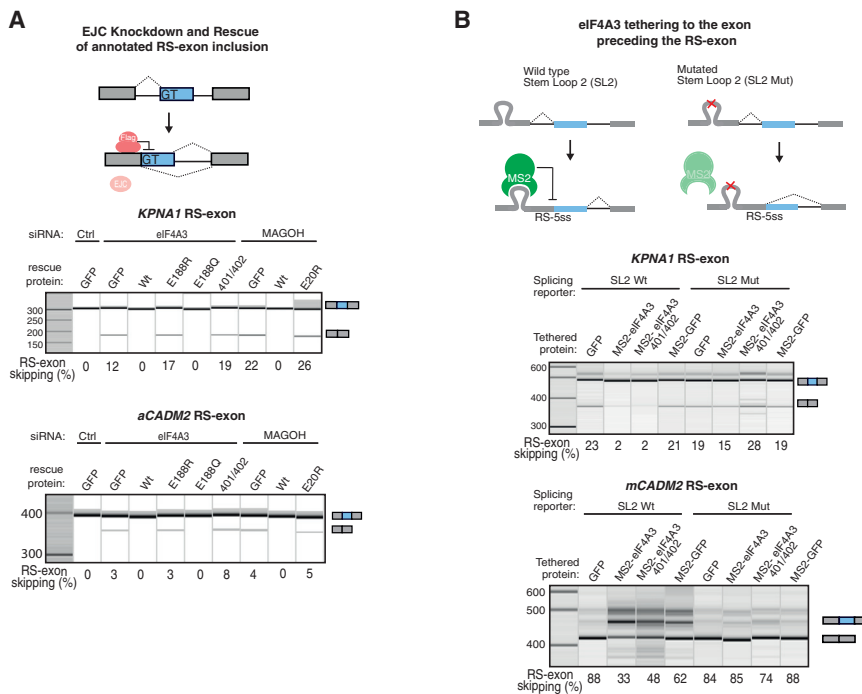 A
EJC Knockdown and Rescue
of annotated RS-exon inclusion
GT
Flag
GT
EJC
KPNA1 RS-exon
siRNA: Ctrl eIF4A3 MAGOH
rescue
protein:
GFP GFP Wt E188R E188Q 401/402 GFP Wt E20R
300
250
200
150
RS-exon
skipping (%)
0 12 0 17 0 19 22 0 26
aCADM2 RS-exon
siRNA: Ctrl eIF4A3 MAGOH
rescue
protein:
GFP GFP Wt E188R E188Q 401/402 GFP Wt E20R
400
300
RS-exon
skipping (%)
0 3 0 3 0 8 4 0 5
B
eIF4A3 tethering to the exon
preceding the RS-exon
Wild type
Stem Loop 2 (SL2)
Mutated
Stem Loop 2 (SL2 Mut)
MS2
MS2
RS-5ss
RS-5ss
KPNA1 RS-exon
Splicing
reporter:
SL2 Wt SL2 Mut
Tethered
protein:
GFP MS2-eIF4A3 MS2- eIF4A3 401/402 MS2-GFP GFP MS2-eIF4A3 MS2- eIF4A3 401/402 MS2-GFP
600
400
300
RS-exon
skipping (%)
23 2 2 21 19 15 28 19
mCADM2 RS-exon
Splicing
reporter:
SL2 Wt SL2 Mut
Tethered
protein:
GFP MS2-eIF4A3 MS2- eIF4A3 401/402 MS2-GFP GFP MS2-eIF4A3 MS2-eIF4A3 401/402 MS2-GFP
600
500
400
RS-exon
skipping (%)
88 33 48 62 84 85 74 88